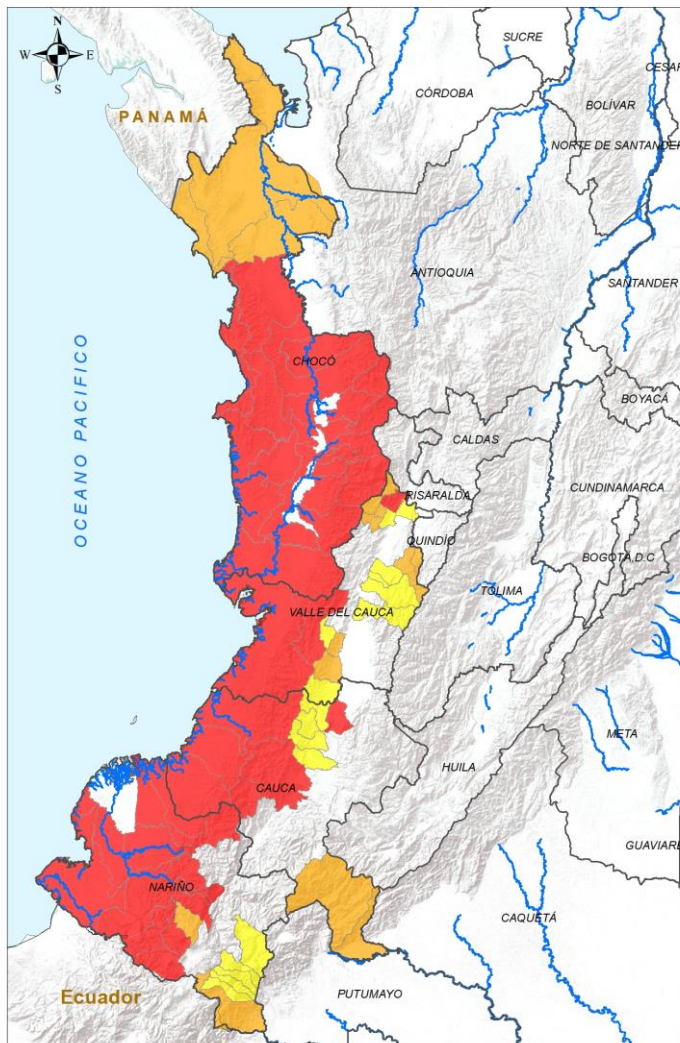 N
W E
S
SUCRE
CESAR
CÓRDOBA
BOLÍVAR
PANAMÁ
NORTE DE SANTANDER
ANTIOQUIA
SANTANDER
OCEANO PACIFICO
CHOCÓ
BOYACÁ
CALDAS
CUNDINAMARCA
RISARALDA
QUINDÍO
BOGOTÁ, D.C
TOLIMA
VALLE DEL CAUCA
META
HUILA
CAUCA
GUAVIARE
NARIÑO
CAQUETÁ
PUTUMAYO
Ecuador